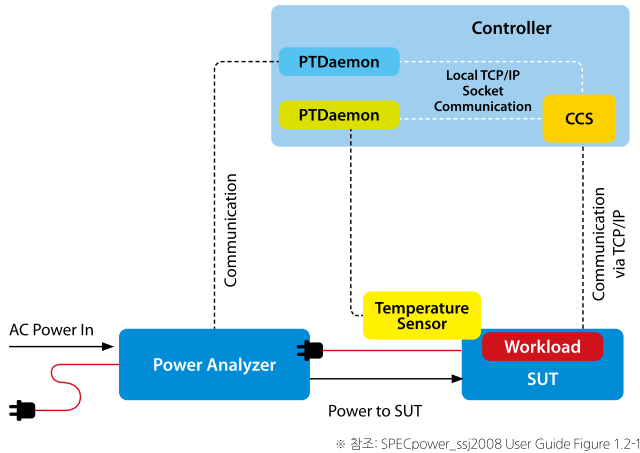 Controller
PTDaemon
Local TCP/IP
Socket
Communication
PTDaemon
CCS
Communication
Communication
via TCP/IP
Temperature
Sensor
AC Power In
Power Analyzer
Workload
SUT
Power to SUT
※ 참조: SPECpower_ssj2008 User Guide Figure 1.2-1